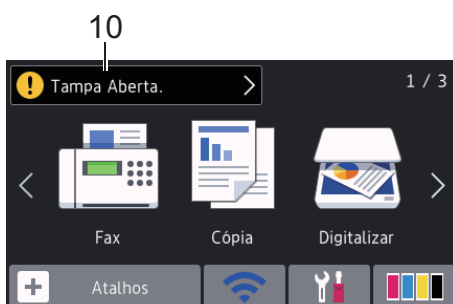 10
Tampa Aberta.
1 / 3
Fax
Cópia
Digitalizar
Atalhos